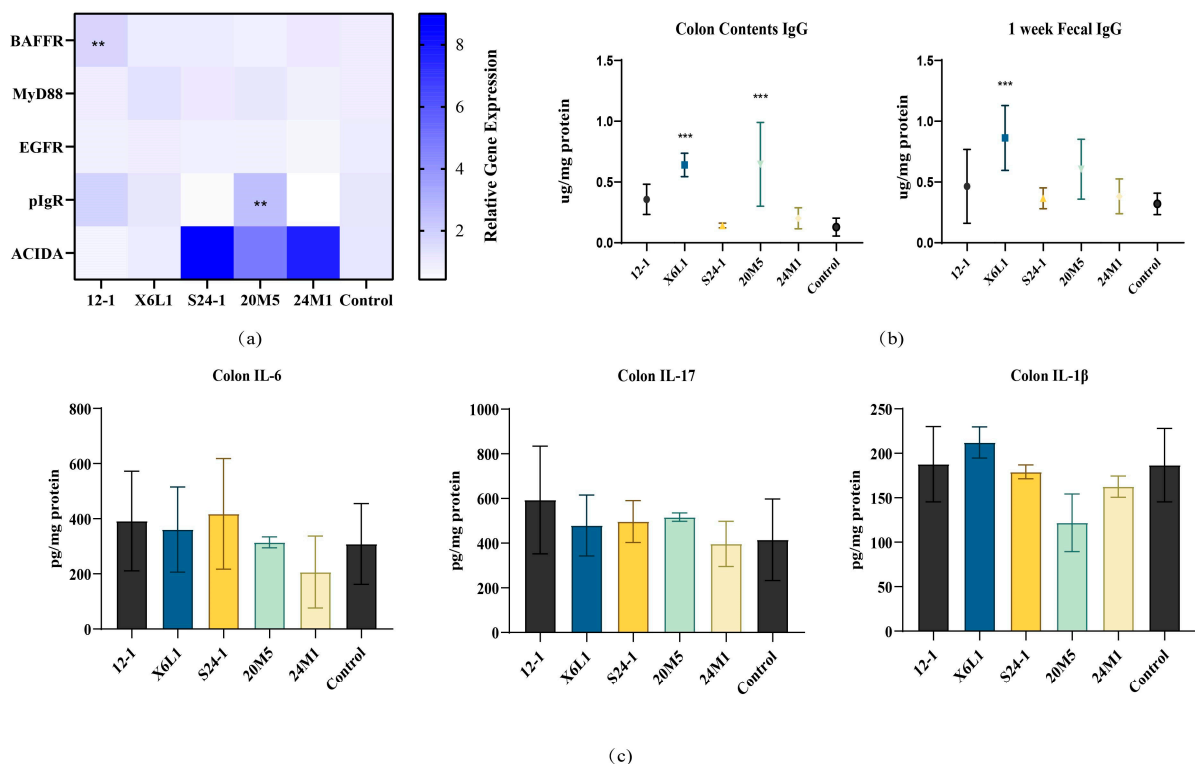 BAFFR
MyD88
EGFR
pIgR
ACIDA
**
**
12-1 X6L1 S24-1 20M5 24M1 Control
8
6
4
2
Relative Gene Expression
(a)
Colon Contents IgG
ug/mg protein
1.5
1.0
0.5
0.0
***
***
12-1 X6L1 S24-1 20M5 24M1 Control
1 week Fecal IgG
ug/mg protein
1.5
1.0
0.5
0.0
***
12-1 X6L1 S24-1 20M5 24M1 Control
(b)
Colon IL-6
pg/mg protein
800
600
400
200
0
12-1 X6L1 S24-1 20M5 24M1 Control
Colon IL-17
pg/mg protein
1000
800
600
400
200
0
12-1 X6L1 S24-1 20M5 24M1 Control
Colon IL-1β
pg/mg protein
250
200
150
100
50
0
12-1 X6L1 S24-1 20M5 24M1 Control
(c)